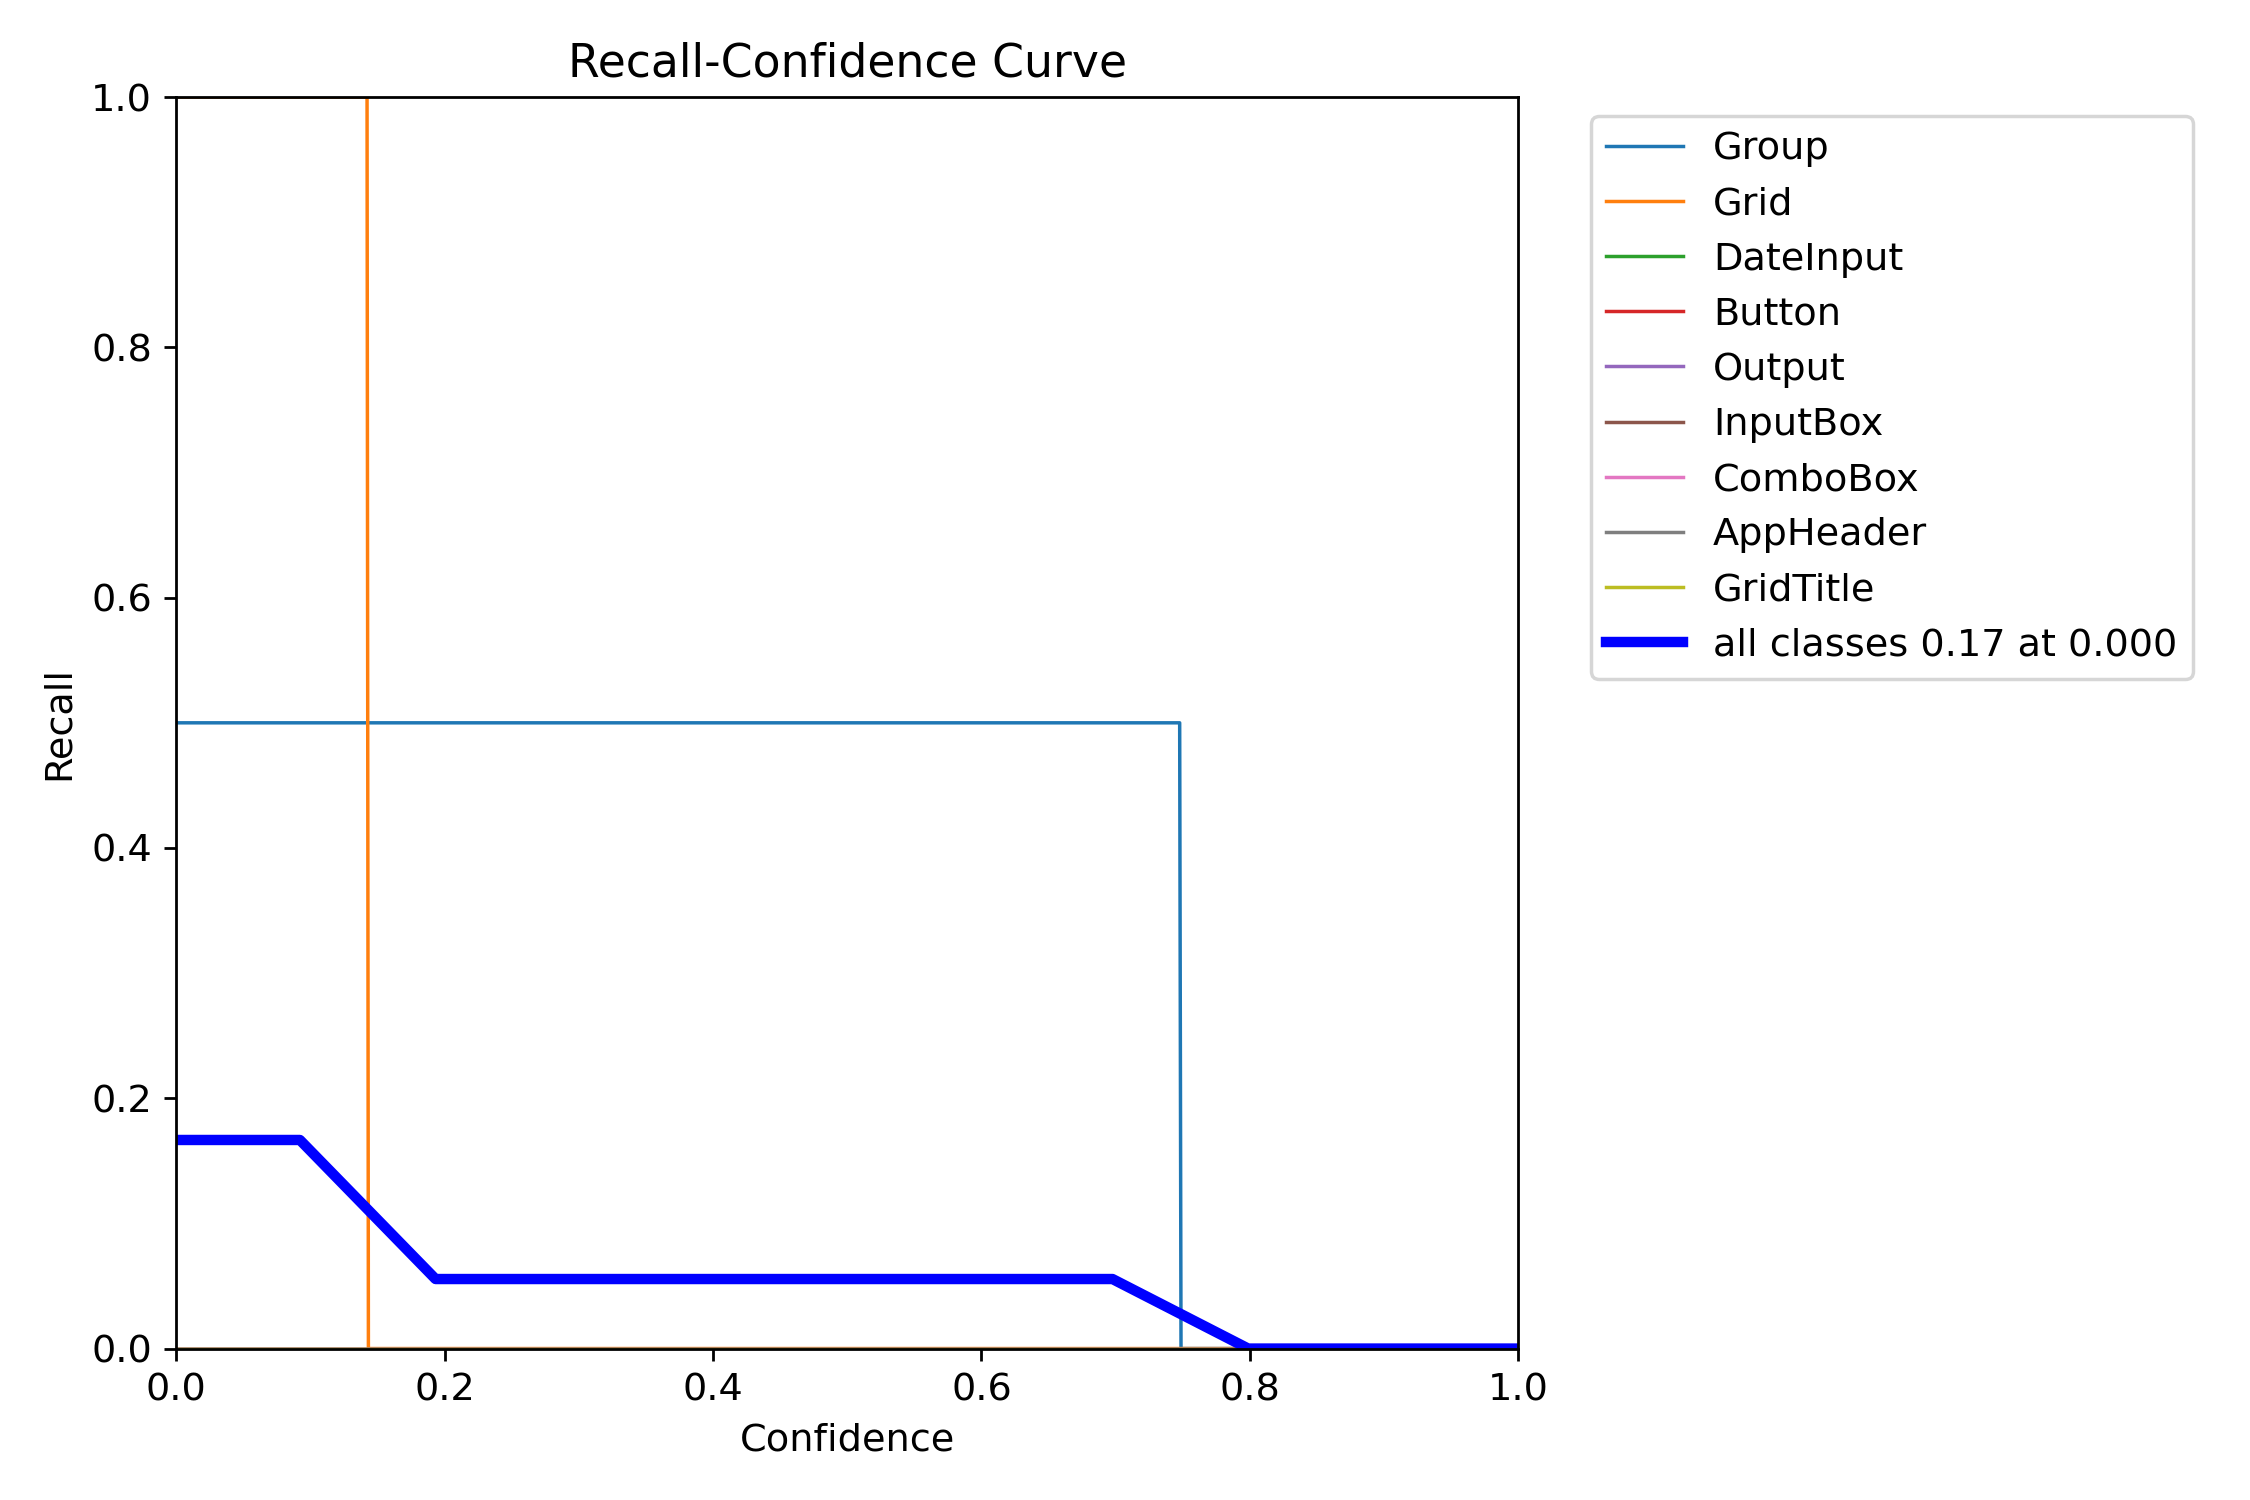 Recall-Confidence Curve
1.0
0.8
0.6
0.4
0.2
0.0
Recall
0.0 0.2 0.4 0.6 0.8 1.0
Confidence
Group
Grid
DateInput
Button
Output
InputBox
ComboBox
AppHeader
GridTitle
all classes 0.17 at 0.000